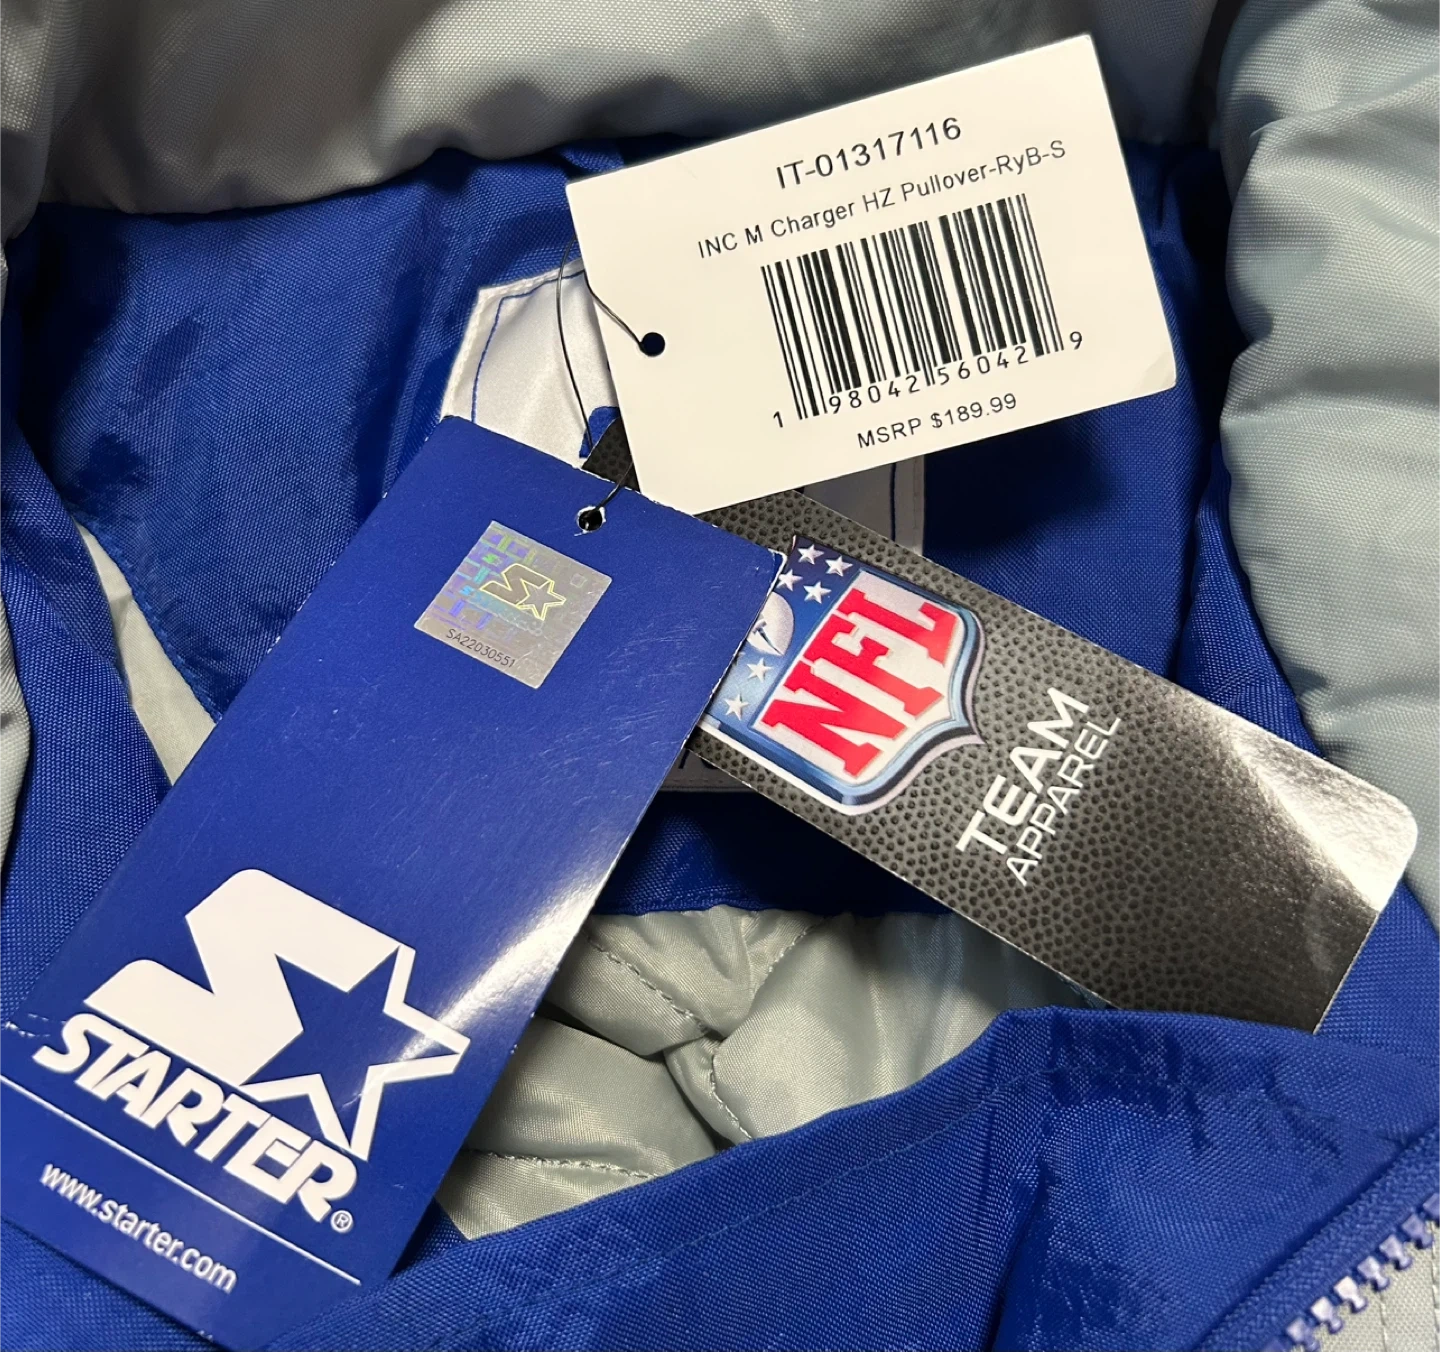 IT-01317116
INC M Charger HZ Pullover-RyB-S
1 98042 56042 9
MSRP $189.99
SA22030551
NFL
TEAM
APPAREL
STARTER®
www.starter.com